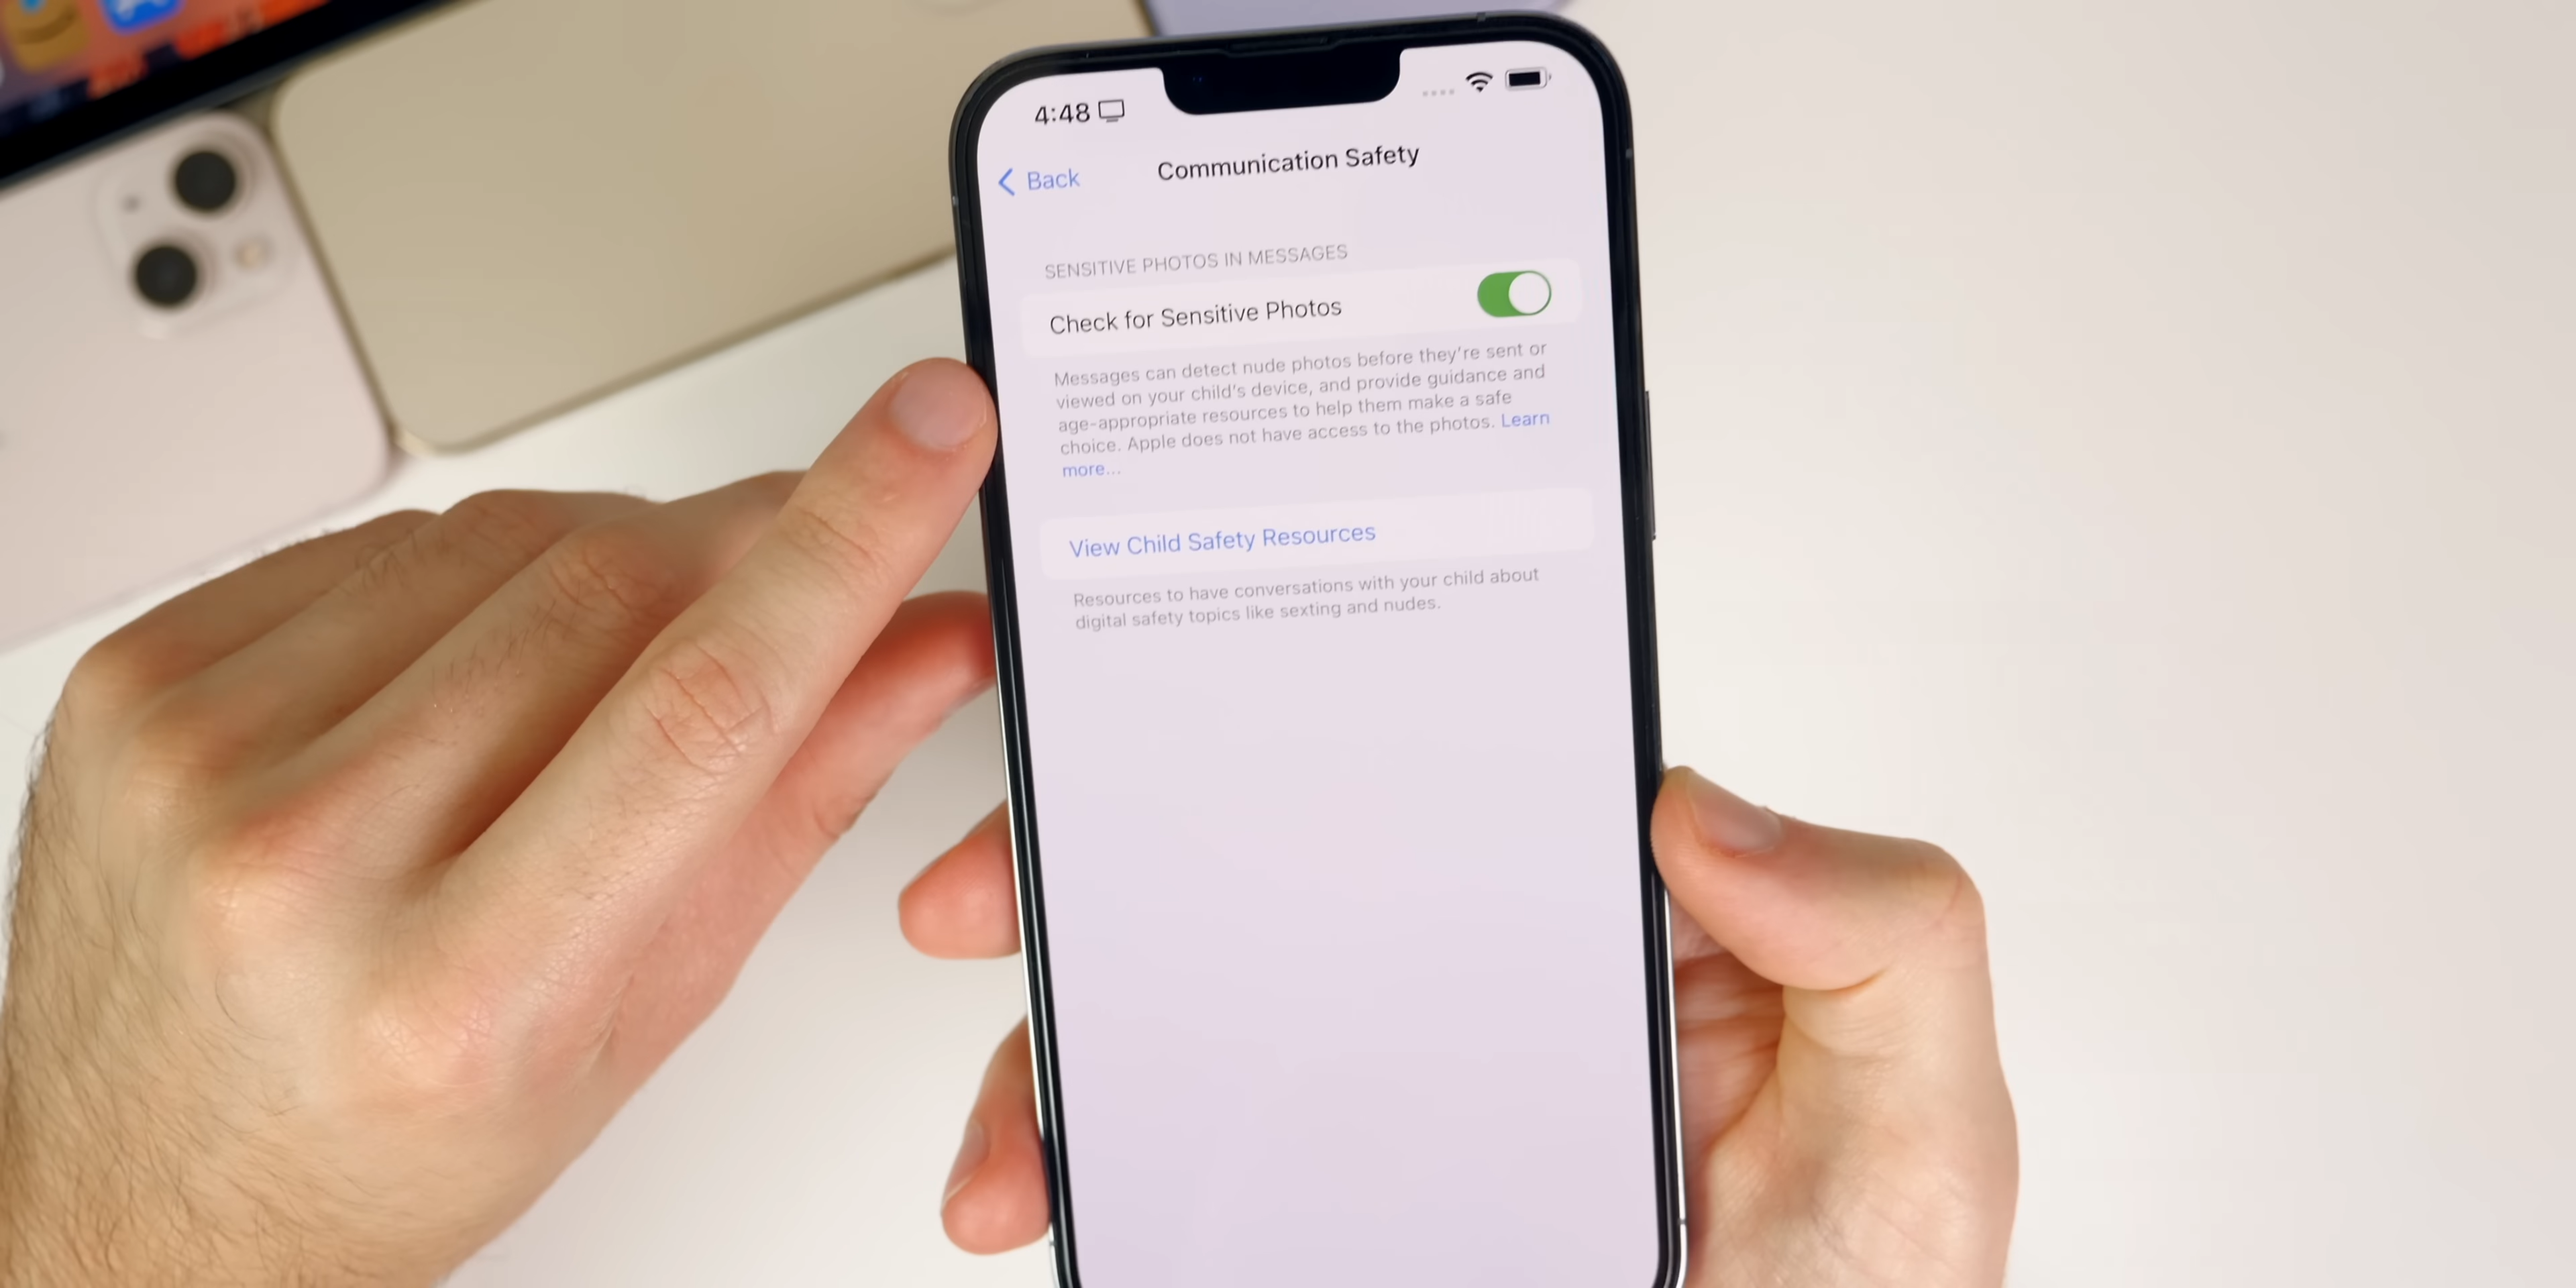 4:48
Back
Communication Safety
SENSITIVE PHOTOS IN MESSAGES
Check for Sensitive Photos
Messages can detect nude photos before they're sent or
viewed on your child's device, and provide guidance and
age-appropriate resources to help them make a safe
choice. Apple does not have access to the photos. Learn
more...
View Child Safety Resources
Resources to have conversations with your child about
digital safety topics like sexting and nudes.